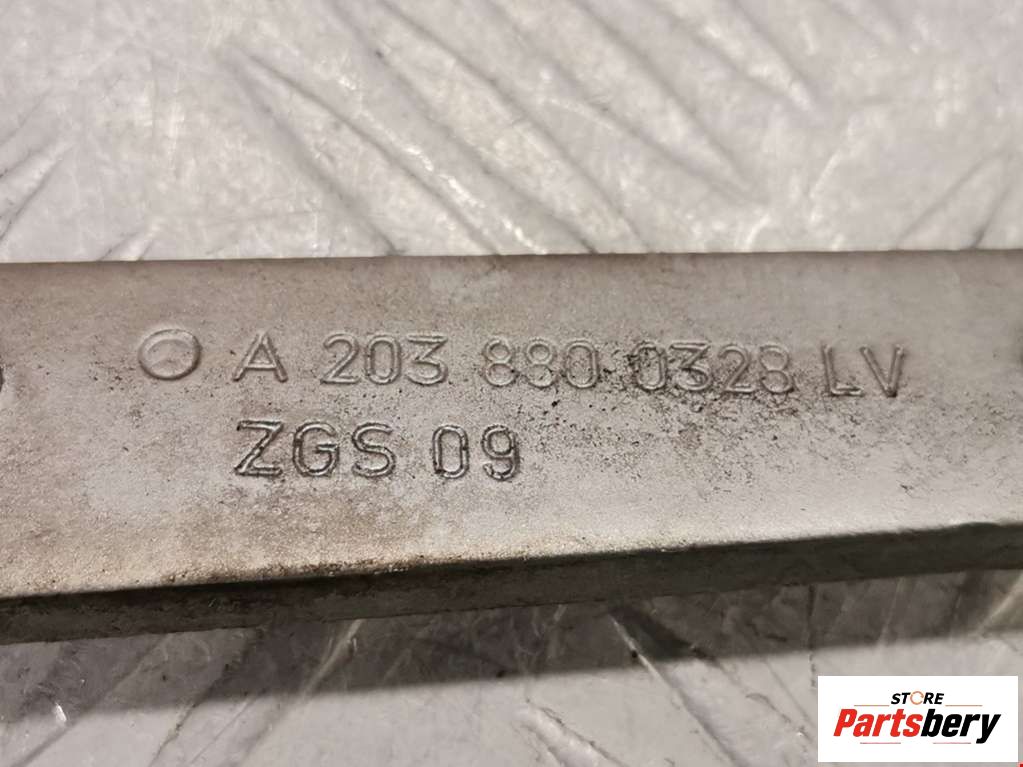 A 203 880 0328 LV
ZGS 09
STORE
Partsbery